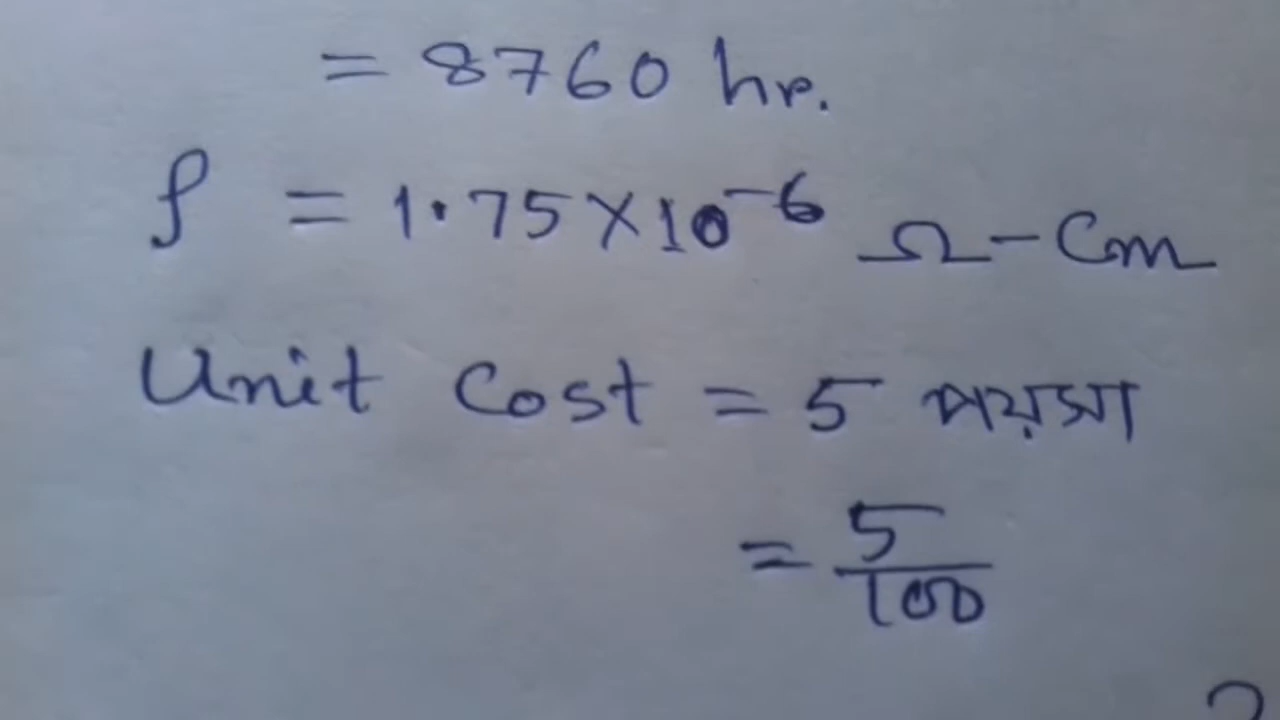 = 8760 hr.
ρ = 1.75×10⁻⁶ Ω-Cm
Unit Cost = 5 পয়সা
= 5/100